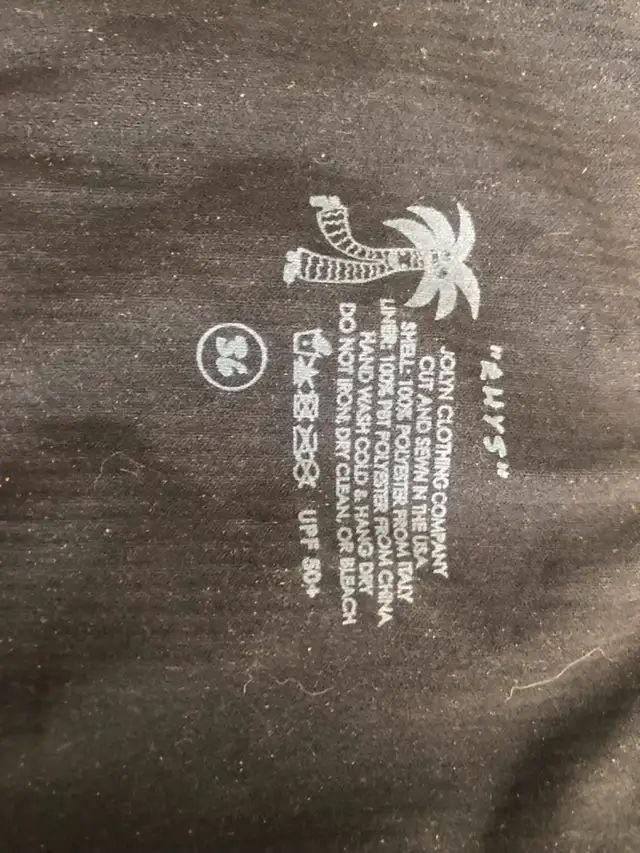 "RHYS"
JOLYN CLOTHING COMPANY
CUT AND SEWN IN THE USA
SHELL: 100% POLYESTER FROM ITALY
LINER: 100% PBT POLYESTER FROM CHINA
HAND WASH COLD & HANG DRY
DO NOT IRON, DRY CLEAN, OR BLEACH
UPF 50+
36